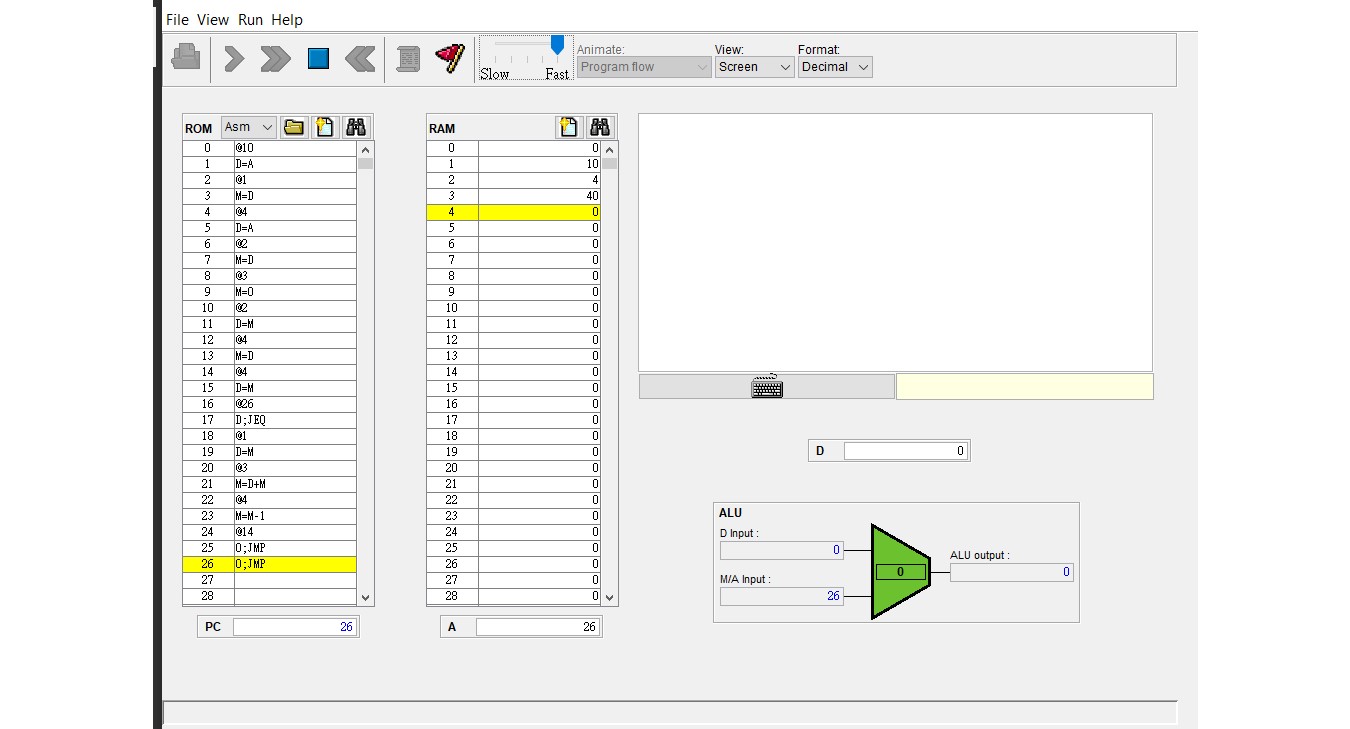 File View Run Help
Slow Fast
Animate:
Program flow
View:
Screen
Format:
Decimal
ROM Asm
0 @10
1 D=A
2 @1
3 M=D
4 @4
5 D=A
6 @2
7 M=D
8 @3
9 M=0
10 @2
11 D=M
12 @4
13 M=D
14 @4
15 D=M
16 @26
17 D;JEQ
18 @1
19 D=M
20 @3
21 M=D+M
22 @4
23 M=M-1
24 @14
25 0;JMP
26 0;JMP
27
28
PC 26
RAM
0 0
1 10
2 4
3 40
4 0
5 0
6 0
7 0
8 0
9 0
10 0
11 0
12 0
13 0
14 0
15 0
16 0
17 0
18 0
19 0
20 0
21 0
22 0
23 0
24 0
25 0
26 0
27 0
28 0
A 26
D 0
ALU
D Input :
0
M/A Input :
26
0
ALU output :
0